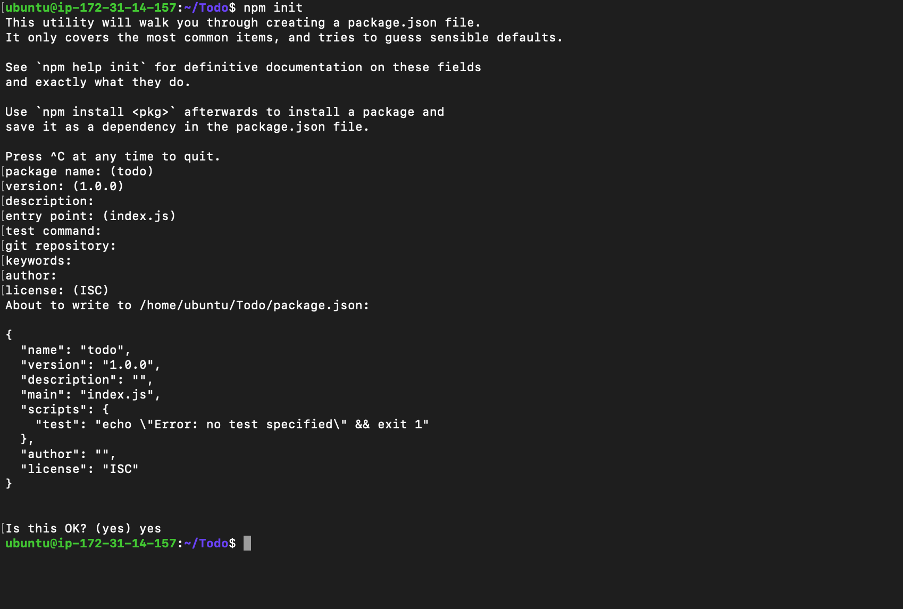 [ubuntu@ip-172-31-14-157:~/Todo$ npm init
This utility will walk you through creating a package.json file.
It only covers the most common items, and tries to guess sensible defaults.

See `npm help init` for definitive documentation on these fields
and exactly what they do.

Use `npm install <pkg>` afterwards to install a package and
save it as a dependency in the package.json file.

Press ^C at any time to quit.
[package name: (todo)
[version: (1.0.0)
[description:
[entry point: (index.js)
[test command:
[git repository:
[keywords:
[author:
[license: (ISC)
About to write to /home/ubuntu/Todo/package.json:

{
  "name": "todo",
  "version": "1.0.0",
  "description": "",
  "main": "index.js",
  "scripts": {
    "test": "echo \"Error: no test specified\" && exit 1"
  },
  "author": "",
  "license": "ISC"
}

[Is this OK? (yes) yes
ubuntu@ip-172-31-14-157:~/Todo$